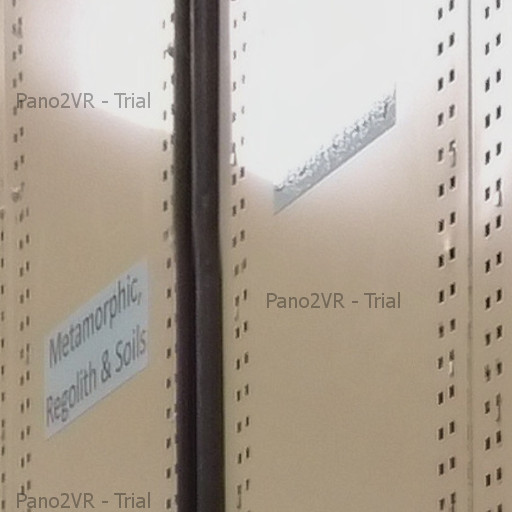 Pano2VR - Trial
Metamorphic,
Regolith & Soils
Pano2VR - Trial
Pano2VR - Trial